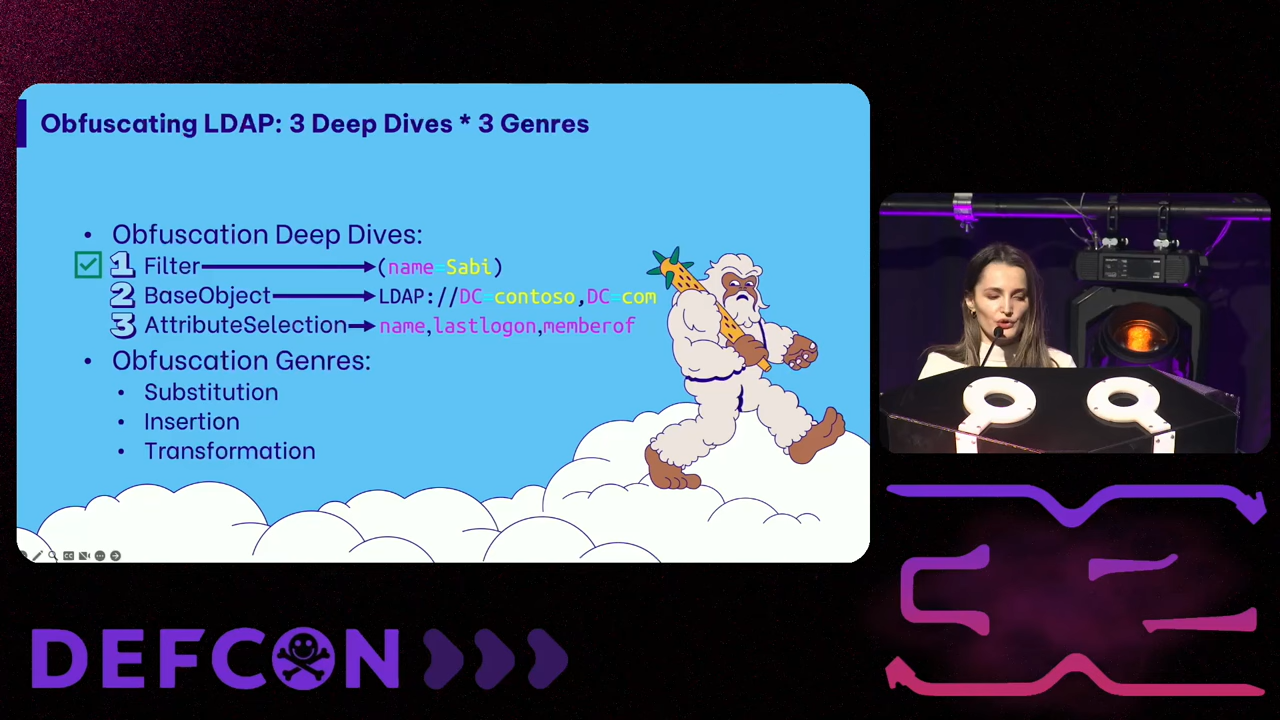 Obfuscating LDAP: 3 Deep Dives * 3 Genres
• Obfuscation Deep Dives:
1 Filter (name=Sabi)
2 BaseObject LDAP://DC=contoso,DC=com
3 AttributeSelection name,lastlogon,memberof
• Obfuscation Genres:
• Substitution
• Insertion
• Transformation
DEFCON